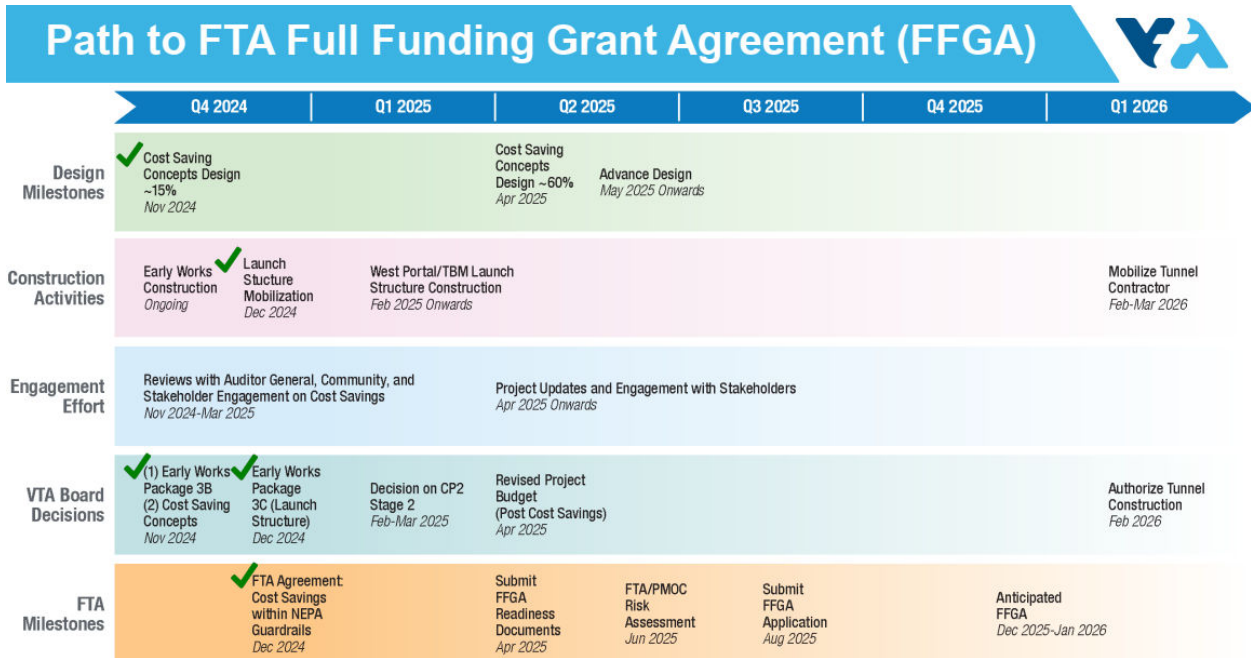 Path to FTA Full Funding Grant Agreement (FFGA)
VTA
Q4 2024
Q1 2025
Q2 2025
Q3 2025
Q4 2025
Q1 2026
Design
Milestones
Cost Saving
Concepts Design
~15%
Nov 2024
Cost Saving
Concepts
Design ~60%
Apr 2025
Advance Design
May 2025 Onwards
Construction
Activities
Early Works
Construction
Ongoing
Launch
Stucture
Mobilization
Dec 2024
West Portal/TBM Launch
Structure Construction
Feb 2025 Onwards
Mobilize Tunnel
Contractor
Feb-Mar 2026
Engagement
Effort
Reviews with Auditor General, Community, and
Stakeholder Engagement on Cost Savings
Nov 2024-Mar 2025
Project Updates and Engagement with Stakeholders
Apr 2025 Onwards
VTA Board
Decisions
(1) Early Works
Package 3B
(2) Cost Saving
Concepts
Nov 2024
Early Works
Package
3C (Launch
Structure)
Dec 2024
Decision on CP2
Stage 2
Feb-Mar 2025
Revised Project
Budget
(Post Cost Savings)
Apr 2025
Authorize Tunnel
Construction
Feb 2026
FTA
Milestones
FTA Agreement:
Cost Savings
within NEPA
Guardrails
Dec 2024
Submit
FFGA
Readiness
Documents
Apr 2025
FTA/PMOC
Risk
Assessment
Jun 2025
Submit
FFGA
Application
Aug 2025
Anticipated
FFGA
Dec 2025-Jan 2026